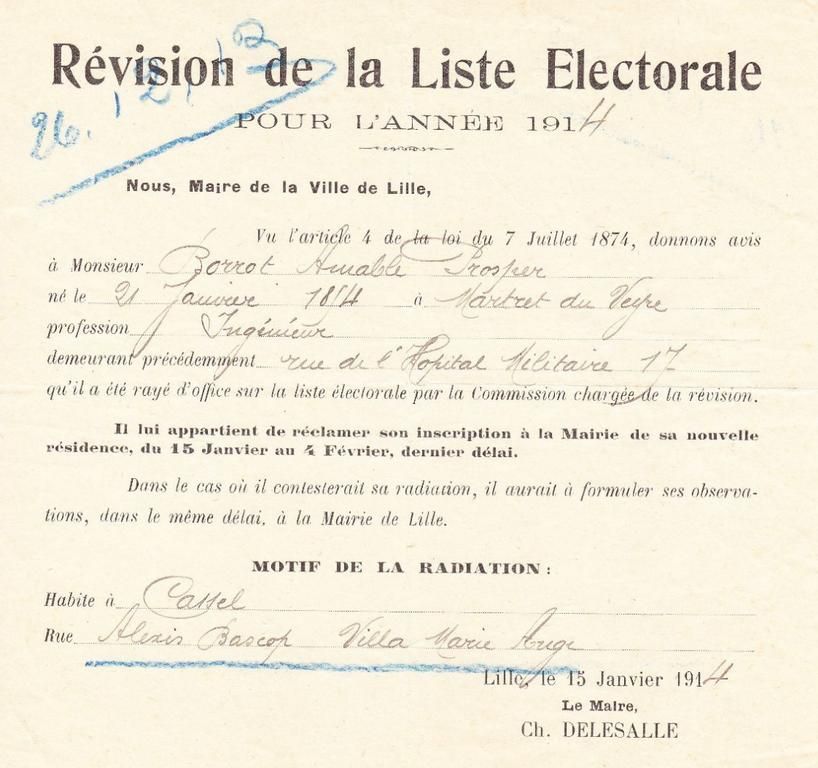 26.12.13
Révision de la Liste Electorale
POUR L'ANNÉE 1914
Nous, Maire de la Ville de Lille,
Vu l'article 4 de la loi du 7 Juillet 1874, donnons avis
à Monsieur Borrot Amable Prosper
né le 21 Janvier à Martret du Veyre
profession Ingénieur
demeurant précédemment rue de l'Hopital Militaire 17
qu'il a été rayé d'office sur la liste électorale par la Commission chargée de la révision.
Il lui appartient de réclamer son inscription à la Mairie de sa nouvelle
résidence, du 15 Janvier au 4 Février, dernier délai.
Dans le cas où il contesterait sa radiation, il aurait à formuler ses observa-
tions, dans le même délai, à la Mairie de Lille.
MOTIF DE LA RADIATION :
Habite à Cassel
Rue Alexis Bascop Villa Marie Ange
Lille, le 15 Janvier 1914
Le Maire,
Ch. DELESALLE